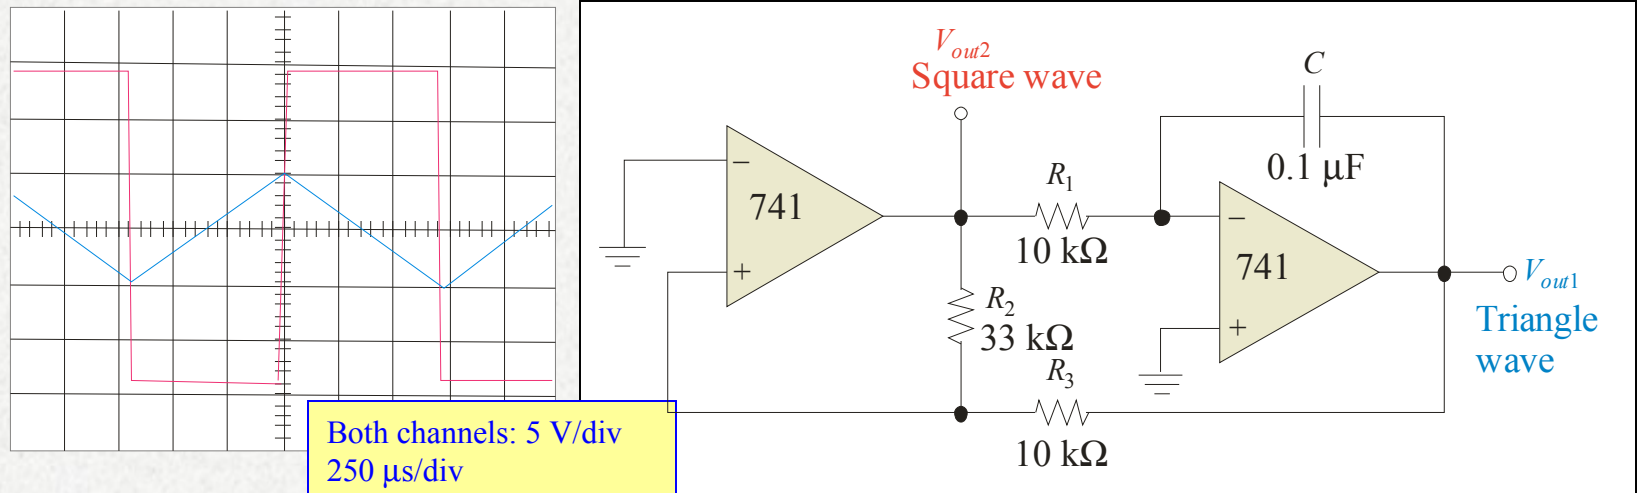 Both channels: 5 V/div
250 μs/div
Vout2
Square wave
C
0.1 μF
R1
10 kΩ
741
−
+
R2
33 kΩ
R3
10 kΩ
741
−
+
Vout1
Triangle
wave